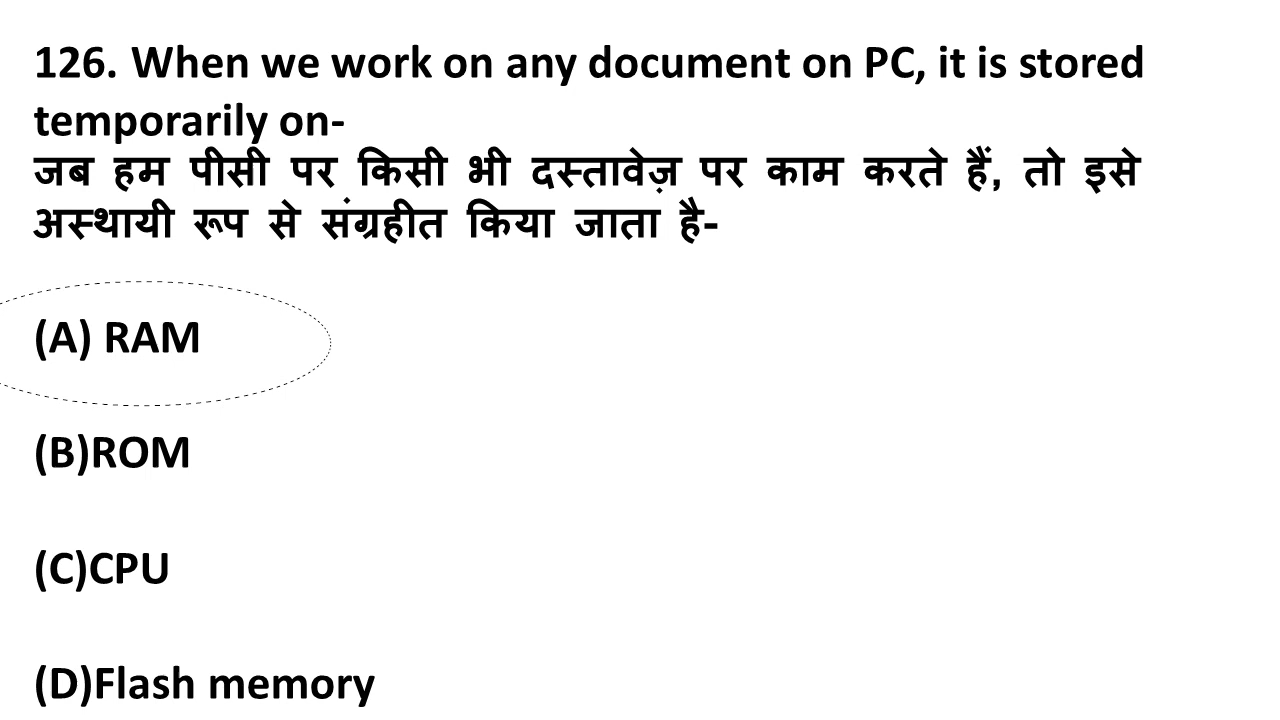 126. When we work on any document on PC, it is stored
temporarily on-
जब हम पीसी पर किसी भी दस्तावेज़ पर काम करते हैं, तो इसे
अस्थायी रूप से संग्रहीत किया जाता है-
(A) RAM
(B)ROM
(C)CPU
(D)Flash memory